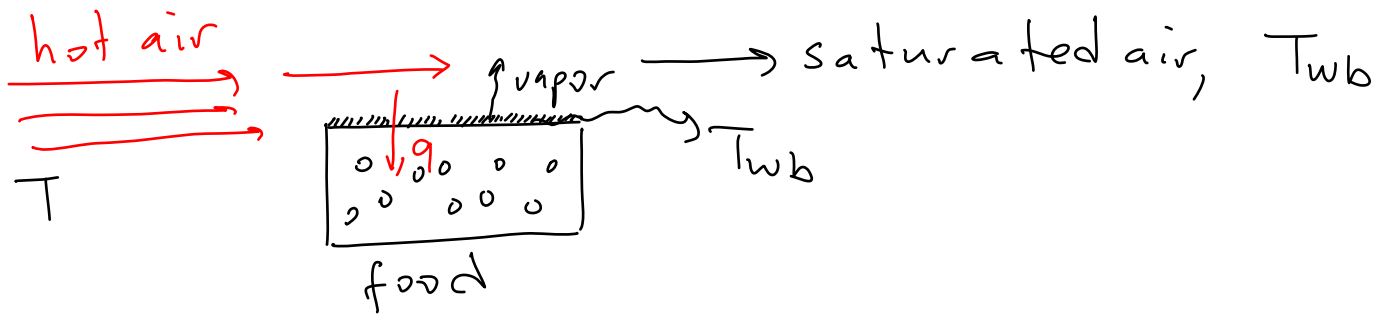 hot air
vapor
saturated air, Twb
q
Twb
T
food